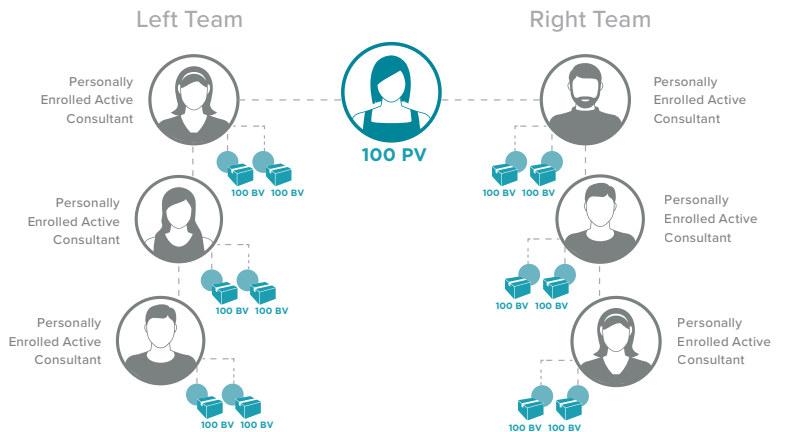 Left Team
Right Team
Personally
Enrolled Active
Consultant
Personally
Enrolled Active
Consultant
100 PV
100 BV 100 BV
100 BV 100 BV
Personally
Enrolled Active
Consultant
Personally
Enrolled Active
Consultant
100 BV 100 BV
100 BV 100 BV
Personally
Enrolled Active
Consultant
Personally
Enrolled Active
Consultant
100 BV 100 BV
100 BV 100 BV